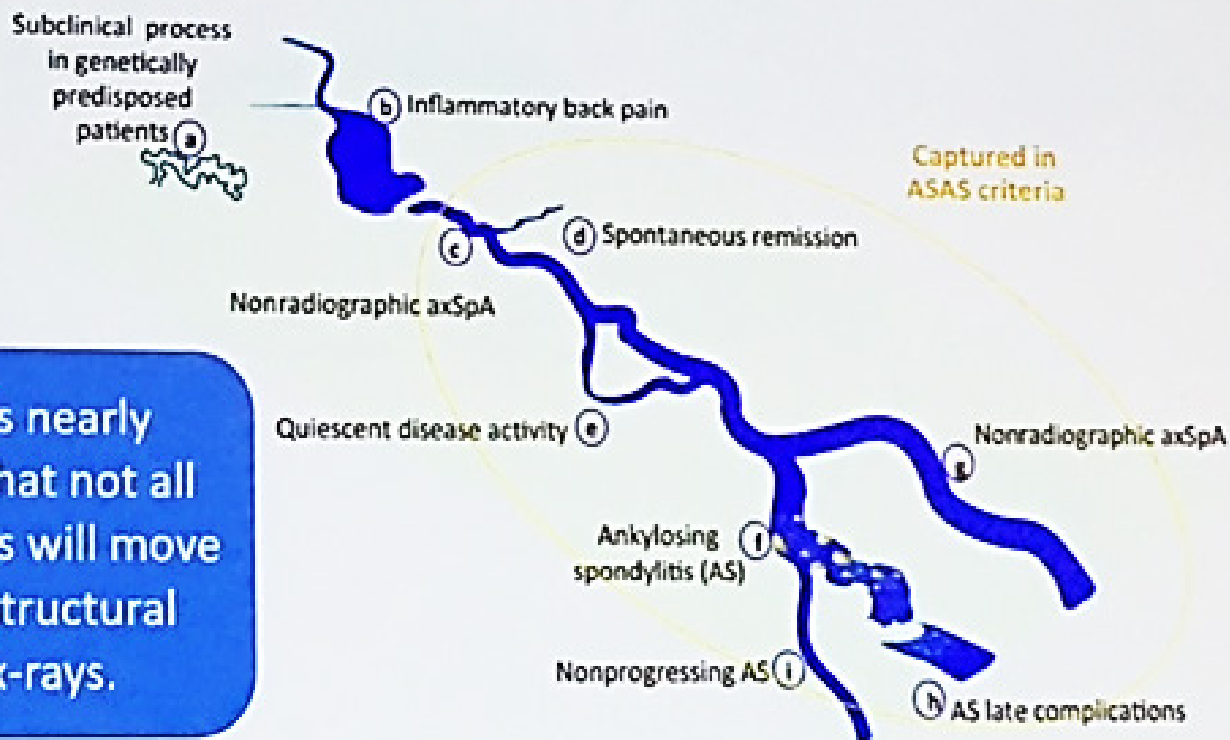 Subclinical process
in genetically
predisposed
patients a
b Inflammatory back pain
Captured in
ASAS criteria
c
d Spontaneous remission
Nonradiographic axSpA
Quiescent disease activity e
Nonradiographic axSpA
g
Ankylosing
spondylitis (AS)
f
Nonprogressing AS i
h AS late complications
s nearly
hat not all
s will move
tructural
x-rays.